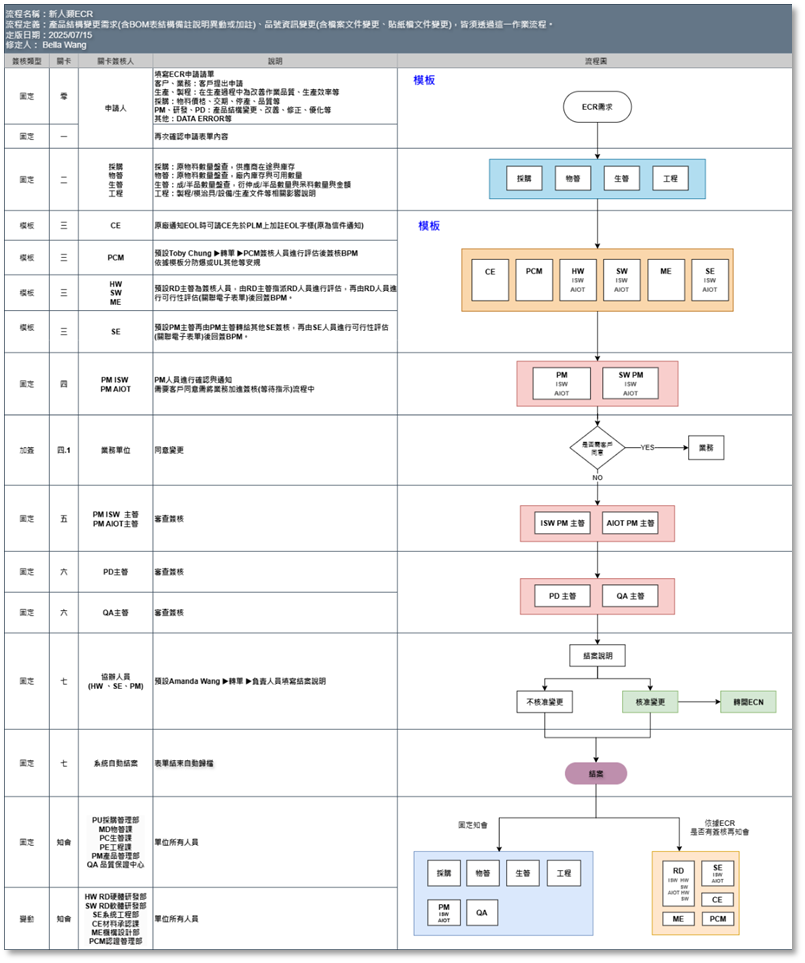 流程名稱：新人類ECR
流程定義：產品結構變更需求(含BOM表結構備註說明異動或加註)、品號資訊變更(含檔案文件變更、貼紙檔文件變更)，皆須透過這一作業流程。
定版日期：2025/07/15
修定人： Bella Wang
簽核類型 關卡 關卡簽核人 說明 流程圖
固定 零 申請人
填寫ECR申請請單
客戶、業務：客戶提出申請
生產、製程：在生產過程中為改善作業品質、生產效率等
採購：物料價格、交期、停產、品質等
PM、研發、PD：產品結構變更、改善、修正、優化等
其他：DATA ERROR等
模板
ECR需求
固定 一 再次確認申請表單內容
固定 二
採購
物管
生管
工程
採購：原物料數量盤查，供應商在途與庫存
物管：原物料數量盤查，廠內庫存與可用數量
生管：成/半品數量盤查，衍伸成/半品數量與呆料數量與金額
工程：製程/模治具/設備/生產文件等相關影響說明
採購 物管 生管 工程
模板 三 CE 原廠通知EOL時可請CE先於PLM上加註EOL字樣(原為信件通知)
模板
模板 三 PCM
預設Toby Chung ▶轉單 ▶PCM簽核人員進行評估後簽核BPM
依據模板分防爆或UL其他等安規
模板 三
HW
SW
ME
預設RD主管為簽核人員，由RD主管指派RD人員進行評估，再由RD人員進
行可行性評估(關聯電子表單)後回簽BPM。
模板 三 SE
預設PM主管再由PM主管轉給其他SE簽核，再由SE人員進行可行性評估
(關聯電子表單)後回簽BPM。
CE PCM HW SW ME SE
ISW ISW ISW
AIOT AIOT AIOT
固定 四
PM ISW
PM AIOT
PM人員進行確認與通知
需要客戶同意需將業務加進簽核(等待指示)流程中
PM SW PM
ISW ISW
AIOT AIOT
加簽 四.1 業務單位 同意變更
是否需客戶
同意
YES
業務
NO
固定 五
PM ISW 主管
PM AIOT主管
審查簽核
ISW PM 主管 AIOT PM 主管
固定 六 PD主管 審查簽核
固定 六 QA主管 審查簽核
PD 主管 QA 主管
固定 七
協辦人員
(HW 、SE、PM)
預設Amanda Wang ▶轉單 ▶負責人員填寫結案說明
結案說明
不核准變更 核准變更 轉開ECN
固定 七 系統自動結案 表單結束自動歸檔
結案
固定 知會
PU採購管理部
MD物管課
PC生管課
PE工程課
PM產品管理部
QA 品質保證中心
單位所有人員
固定知會
依據ECR
是否有簽核再知會
採購 物管 生管 工程
PM
ISW
AIOT
QA
RD
ISW HW
SW
AIOT HW
SW
SE
ISW
AIOT
CE
ME PCM
變動 知會
HW RD硬體研發部
SW RD軟體研發部
SE系統工程部
CE材料承認課
ME機構設計部
PCM認證管理部
單位所有人員